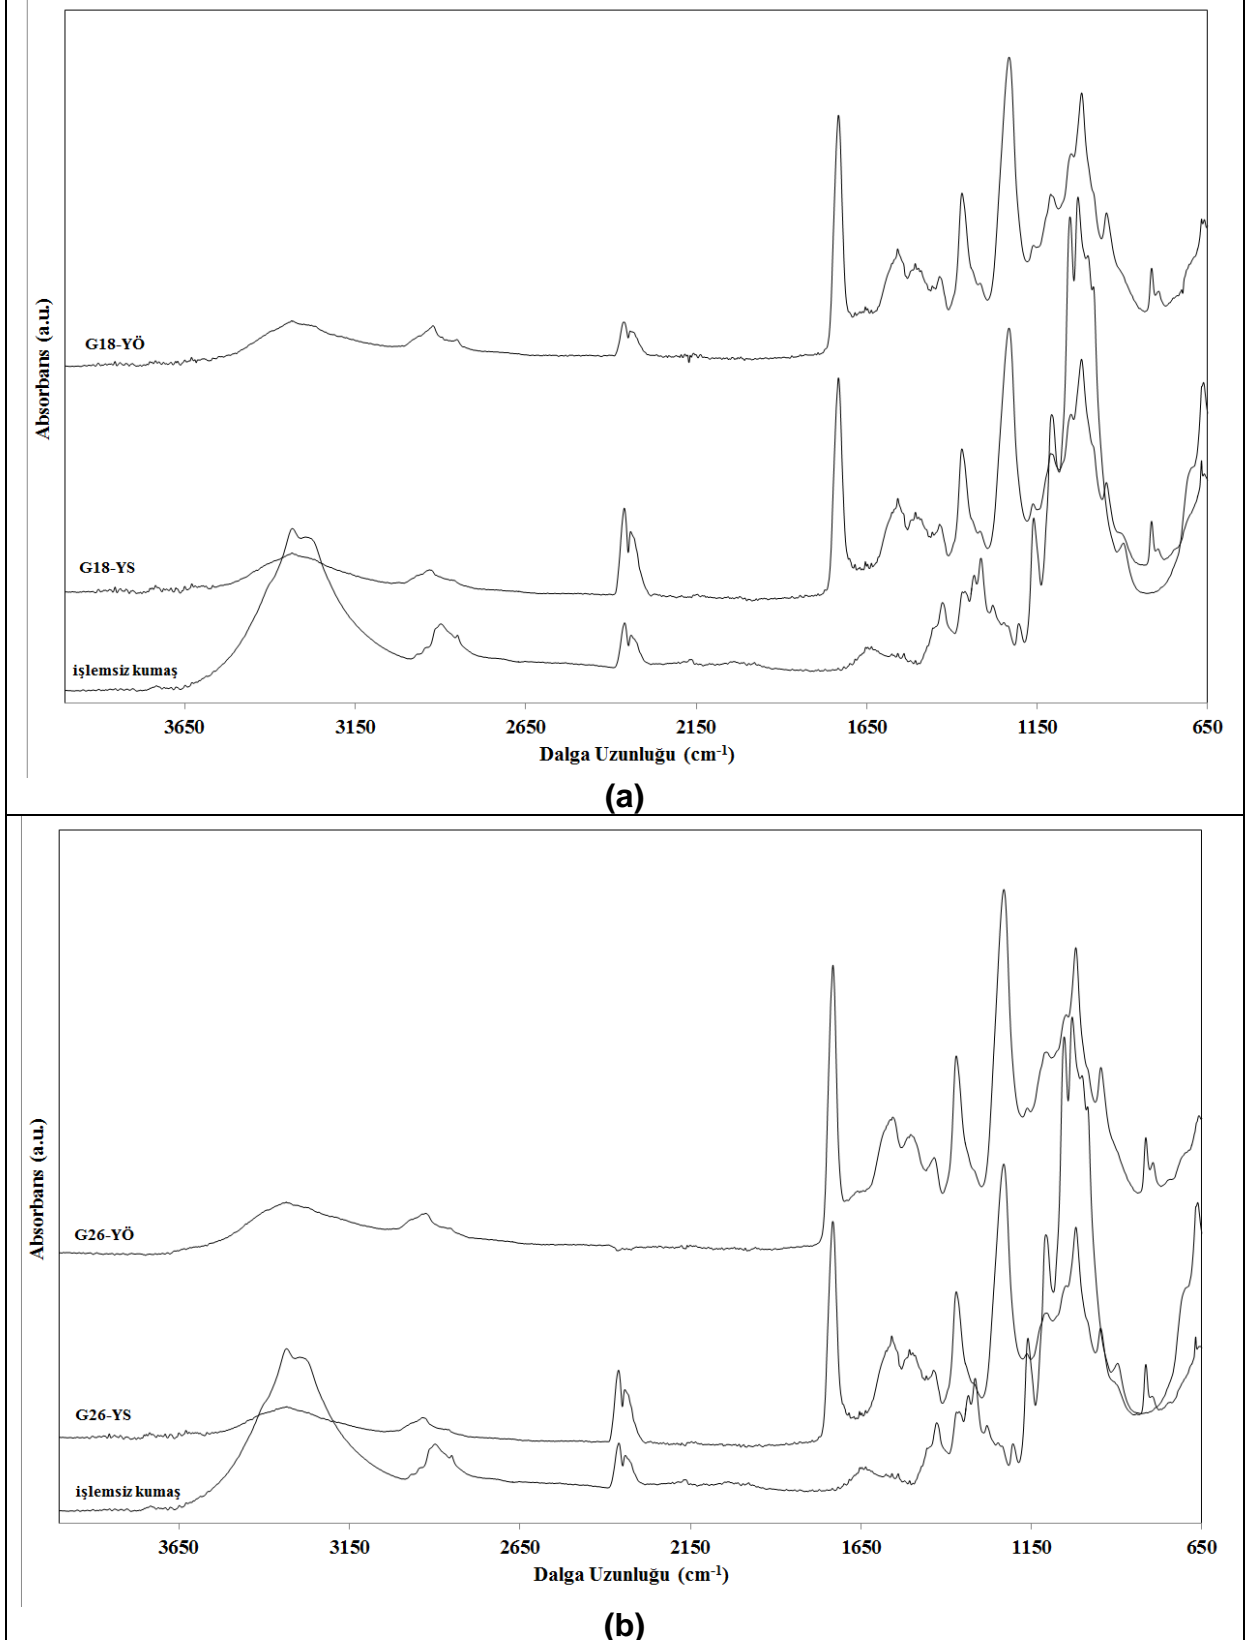 Absorbans (a.u.)
G18-YÖ
G18-YS
işlemsiz kumaş
3650 3150 2650 2150 1650 1150 650
Dalga Uzunluğu (cm-1)
(a)
Absorbans (a.u.)
G26-YÖ
G26-YS
işlemsiz kumaş
3650 3150 2650 2150 1650 1150 650
Dalga Uzunluğu (cm-1)
(b)